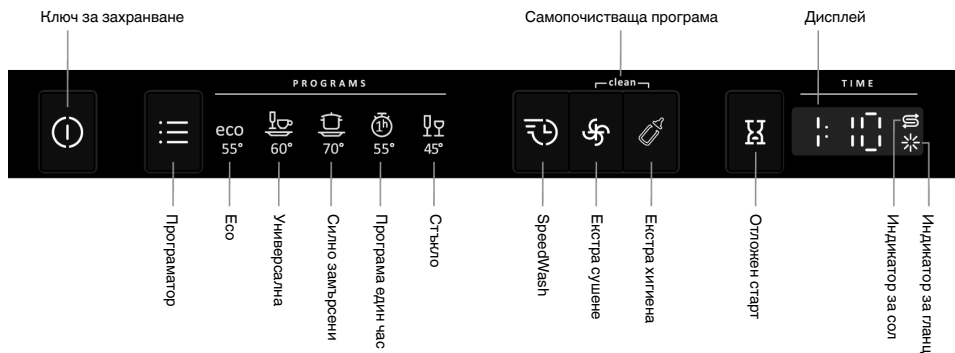 Ключ за захранване
Самопочистваща програма
Дисплей
PROGRAMS
clean
TIME
1h
eco
55° 60° 70° 55° 45°
1:10
Програматор
Eco
Универсална
Силно замърсени
Програма един час
Стъкло
SpeedWash
Екстра сушене
Екстра хигиена
Отложен старт
Индикатор за сол
Индикатор за гланц